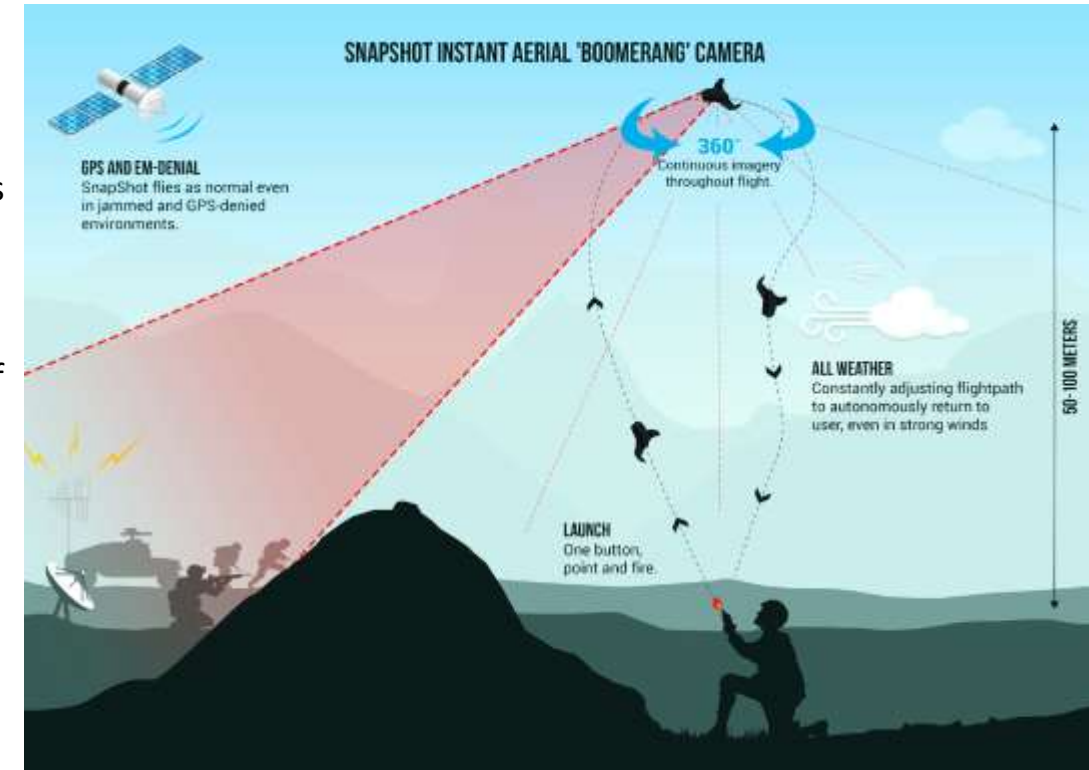 SNAPSHOT INSTANT AERIAL 'BOOMERANG' CAMERA
GPS AND EM-DENIAL
SnapShot flies as normal even
in jammed and GPS-denied
environments.
360°
Continuous imagery
throughout flight.
ALL WEATHER
Constantly adjusting flightpath
to autonomously return to
user, even in strong winds
50-100 METERS
LAUNCH
One button,
point and fire.